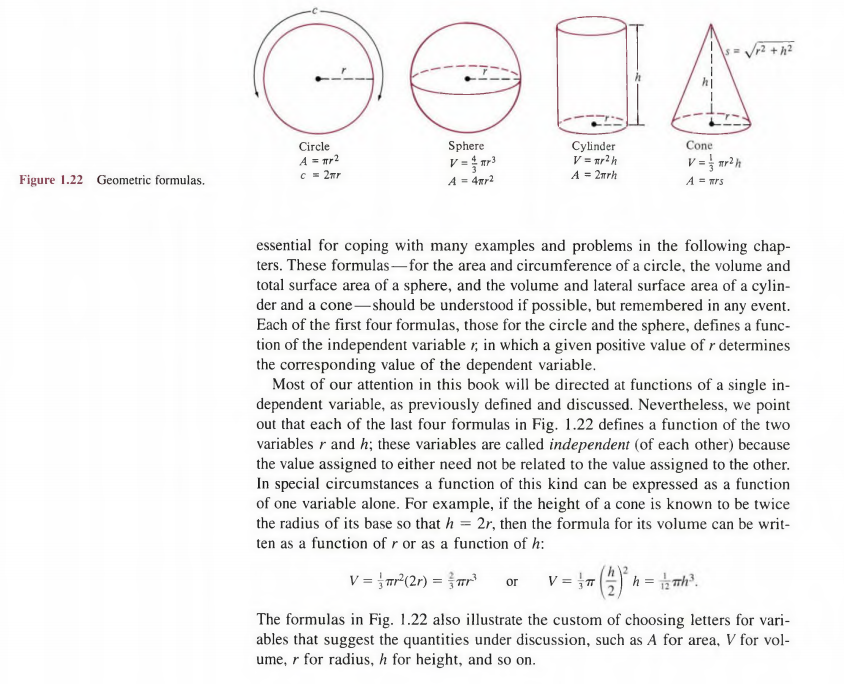 c
r
r
h
r
s = √r² + h²
h
r
Circle
A = πr²
c = 2πr
Sphere
V = 4/3 πr³
A = 4πr²
Cylinder
V = πr²h
A = 2πrh
Cone
V = 1/3 πr²h
A = πrs
Figure 1.22 Geometric formulas.
essential for coping with many examples and problems in the following chap-
ters. These formulas—for the area and circumference of a circle, the volume and
total surface area of a sphere, and the volume and lateral surface area of a cylin-
der and a cone—should be understood if possible, but remembered in any event.
Each of the first four formulas, those for the circle and the sphere, defines a func-
tion of the independent variable r, in which a given positive value of r determines
the corresponding value of the dependent variable.
Most of our attention in this book will be directed at functions of a single in-
dependent variable, as previously defined and discussed. Nevertheless, we point
out that each of the last four formulas in Fig. 1.22 defines a function of the two
variables r and h; these variables are called independent (of each other) because
the value assigned to either need not be related to the value assigned to the other.
In special circumstances a function of this kind can be expressed as a function
of one variable alone. For example, if the height of a cone is known to be twice
the radius of its base so that h = 2r, then the formula for its volume can be writ-
ten as a function of r or as a function of h:
V = 1/3 πr²(2r) = 2/3 πr³ or V = 1/3 π (h/2)² h = 1/12 πh³.
The formulas in Fig. 1.22 also illustrate the custom of choosing letters for vari-
ables that suggest the quantities under discussion, such as A for area, V for vol-
ume, r for radius, h for height, and so on.